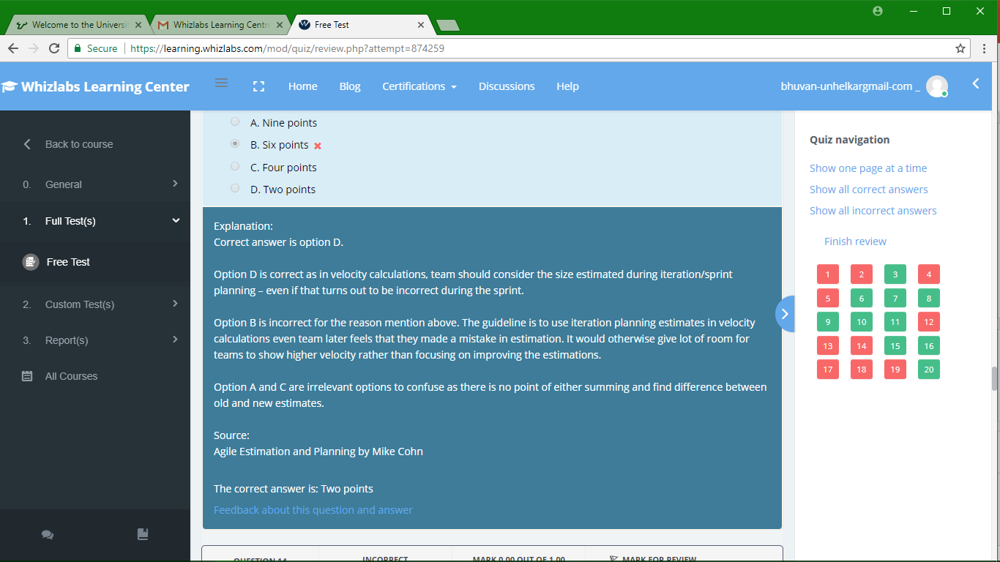 Welcome to the Universi
Whizlabs Learning Centre
Free Test
Secure
https://learning.whizlabs.com/mod/quiz/review.php?attempt=874259
Whizlabs Learning Center
Home
Blog
Certifications
Discussions
Help
bhuvan-unhelkargmail-com _
Back to course
0. General
1. Full Test(s)
Free Test
2. Custom Test(s)
3. Report(s)
All Courses
A. Nine points
B. Six points
C. Four points
D. Two points
Explanation:
Correct answer is option D.
Option D is correct as in velocity calculations, team should consider the size estimated during iteration/sprint
planning – even if that turns out to be incorrect during the sprint.
Option B is incorrect for the reason mention above. The guideline is to use iteration planning estimates in velocity
calculations even team later feels that they made a mistake in estimation. It would otherwise give lot of room for
teams to show higher velocity rather than focusing on improving the estimations.
Option A and C are irrelevant options to confuse as there is no point of either summing and find difference between
old and new estimates.
Source:
Agile Estimation and Planning by Mike Cohn
The correct answer is: Two points
Feedback about this question and answer
QUESTION 14
INCORRECT
MARK 0.00 OUT OF 1.00
MARK FOR REVIEW
Quiz navigation
Show one page at a time
Show all correct answers
Show all incorrect answers
Finish review
1 2 3 4
5 6 7 8
9 10 11 12
13 14 15 16
17 18 19 20